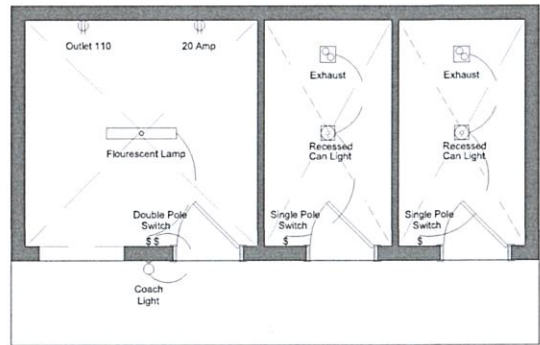 Outlet 110
20 Amp
Exhaust
Exhaust
Flourescent Lamp
Recessed
Can Light
Recessed
Can Light
Double Pole
Switch
$ $
Single Pole
Switch
$
Single Pole
Switch
$
Coach
Light